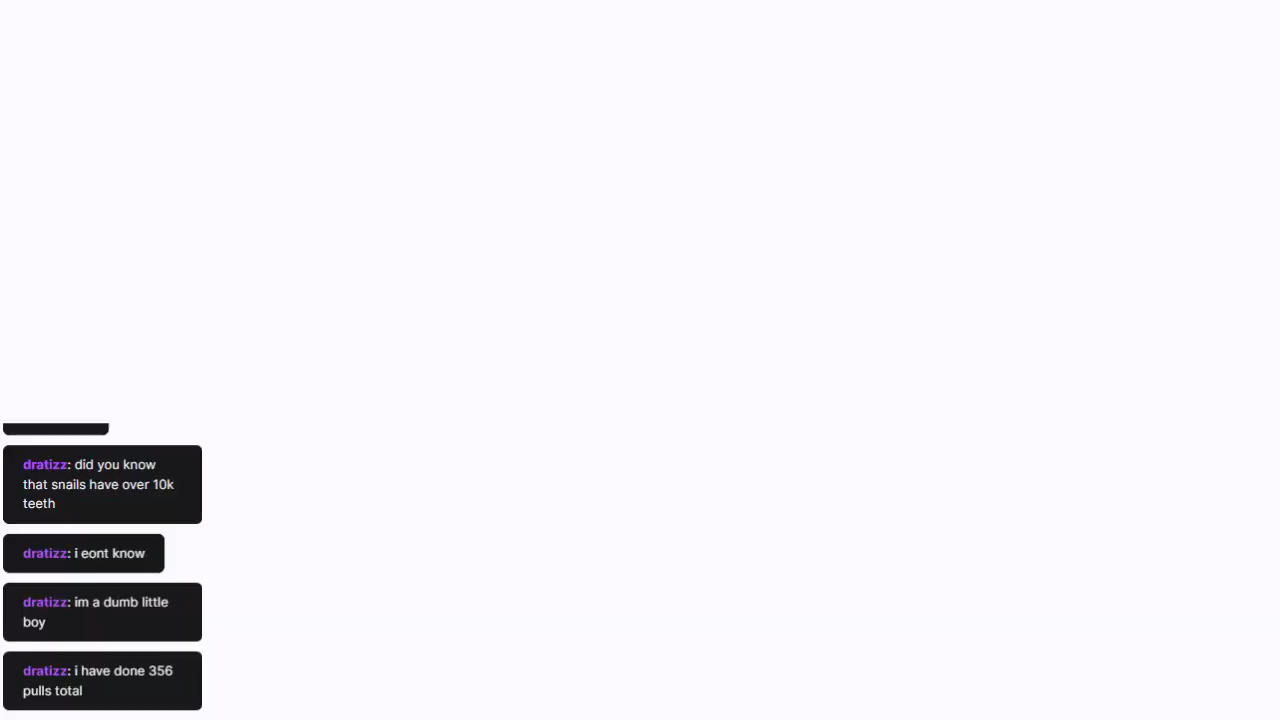 dratizz: did you know
that snails have over 10k
teeth
dratizz: i eont know
dratizz: im a dumb little
boy
dratizz: i have done 356
pulls total